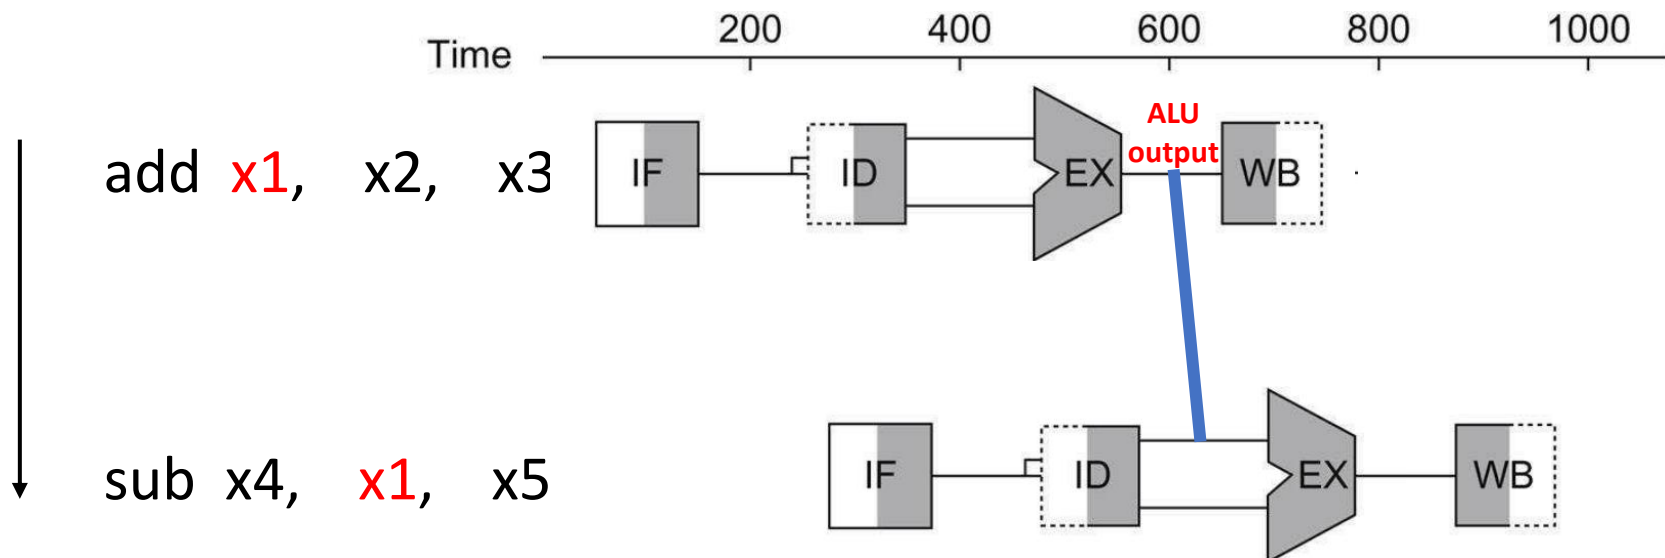 Time 200 400 600 800 1000
add x1, x2, x3 IF ID EX ALU output WB
sub x4, x1, x5 IF ID EX WB